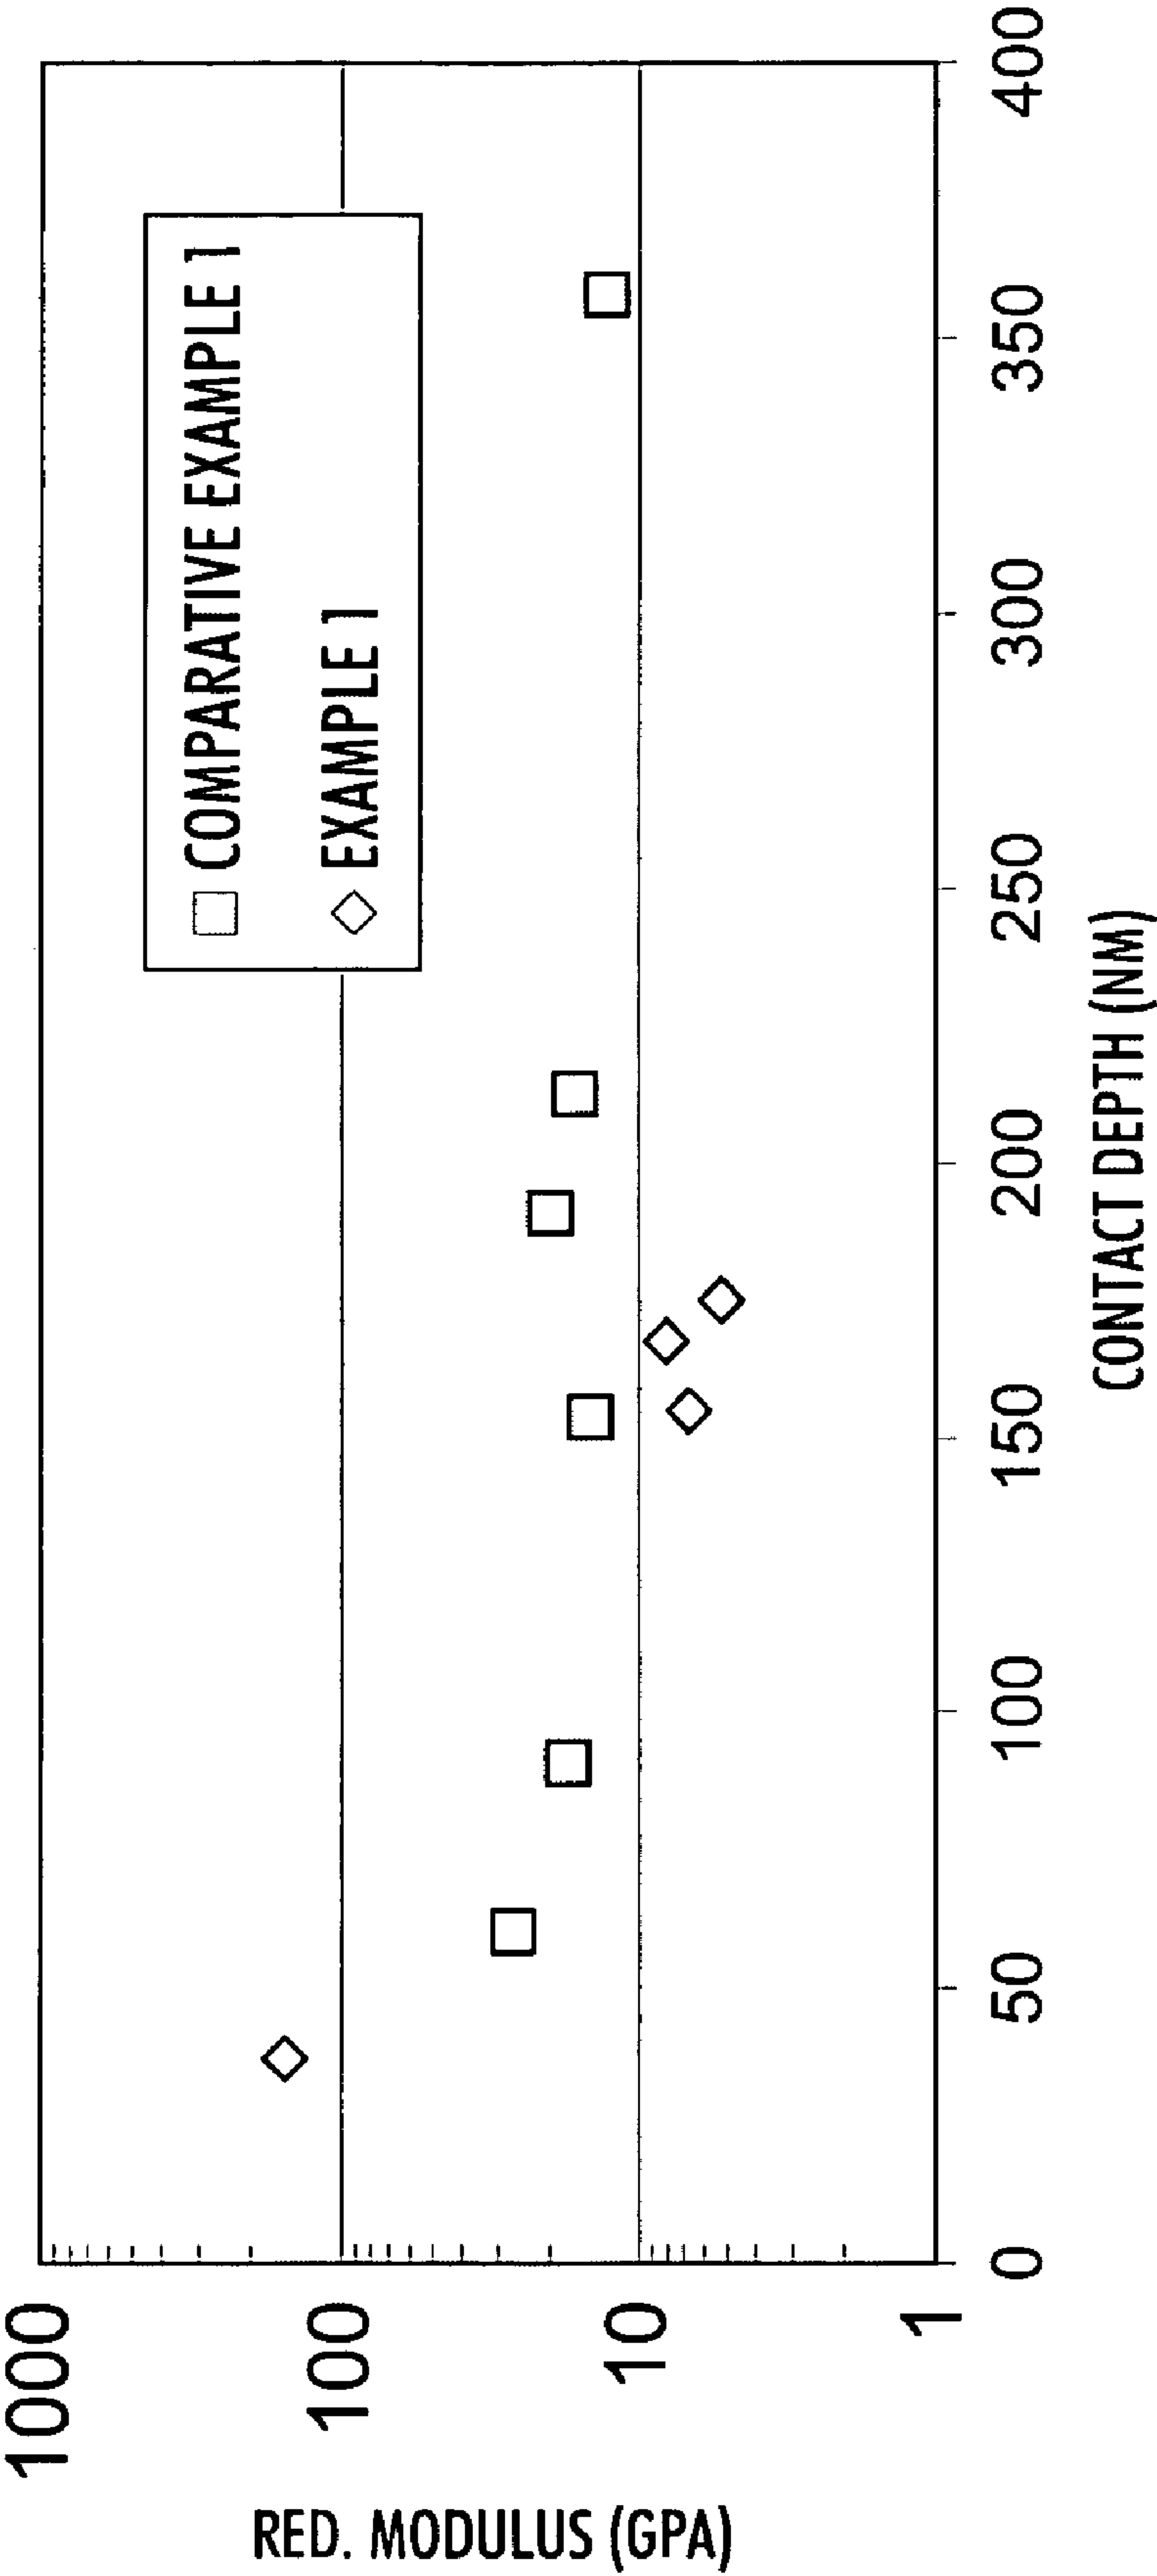 1000
100
10
1
RED. MODULUS (GPA)
COMPARATIVE EXAMPLE 1
EXAMPLE 1
0 50 100 150 200 250 300 350 400
CONTACT DEPTH (NM)